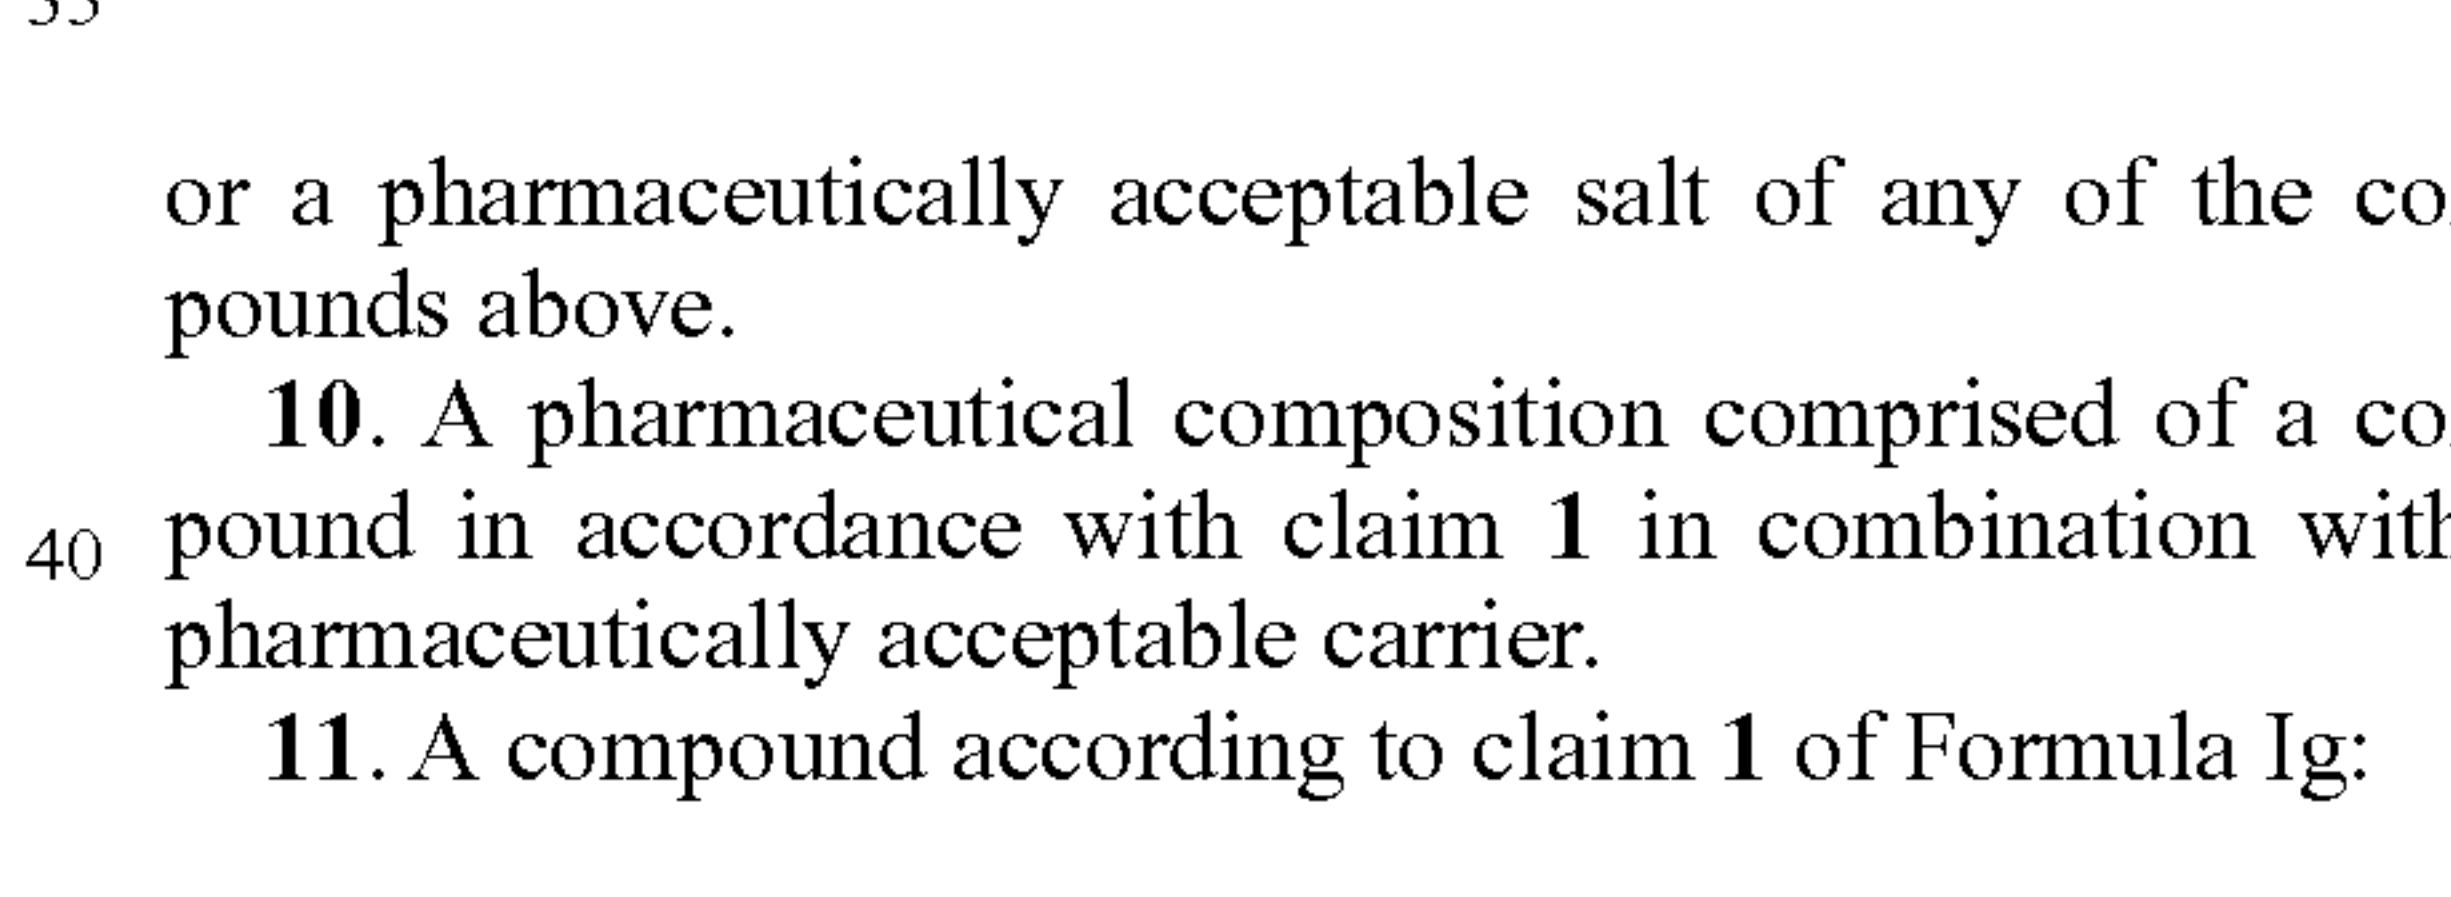 or a pharmaceutically acceptable salt of any of the co
pounds above.
10. A pharmaceutical composition comprised of a co
40 pound in accordance with claim 1 in combination with
pharmaceutically acceptable carrier.
11. A compound according to claim 1 of Formula Ig: